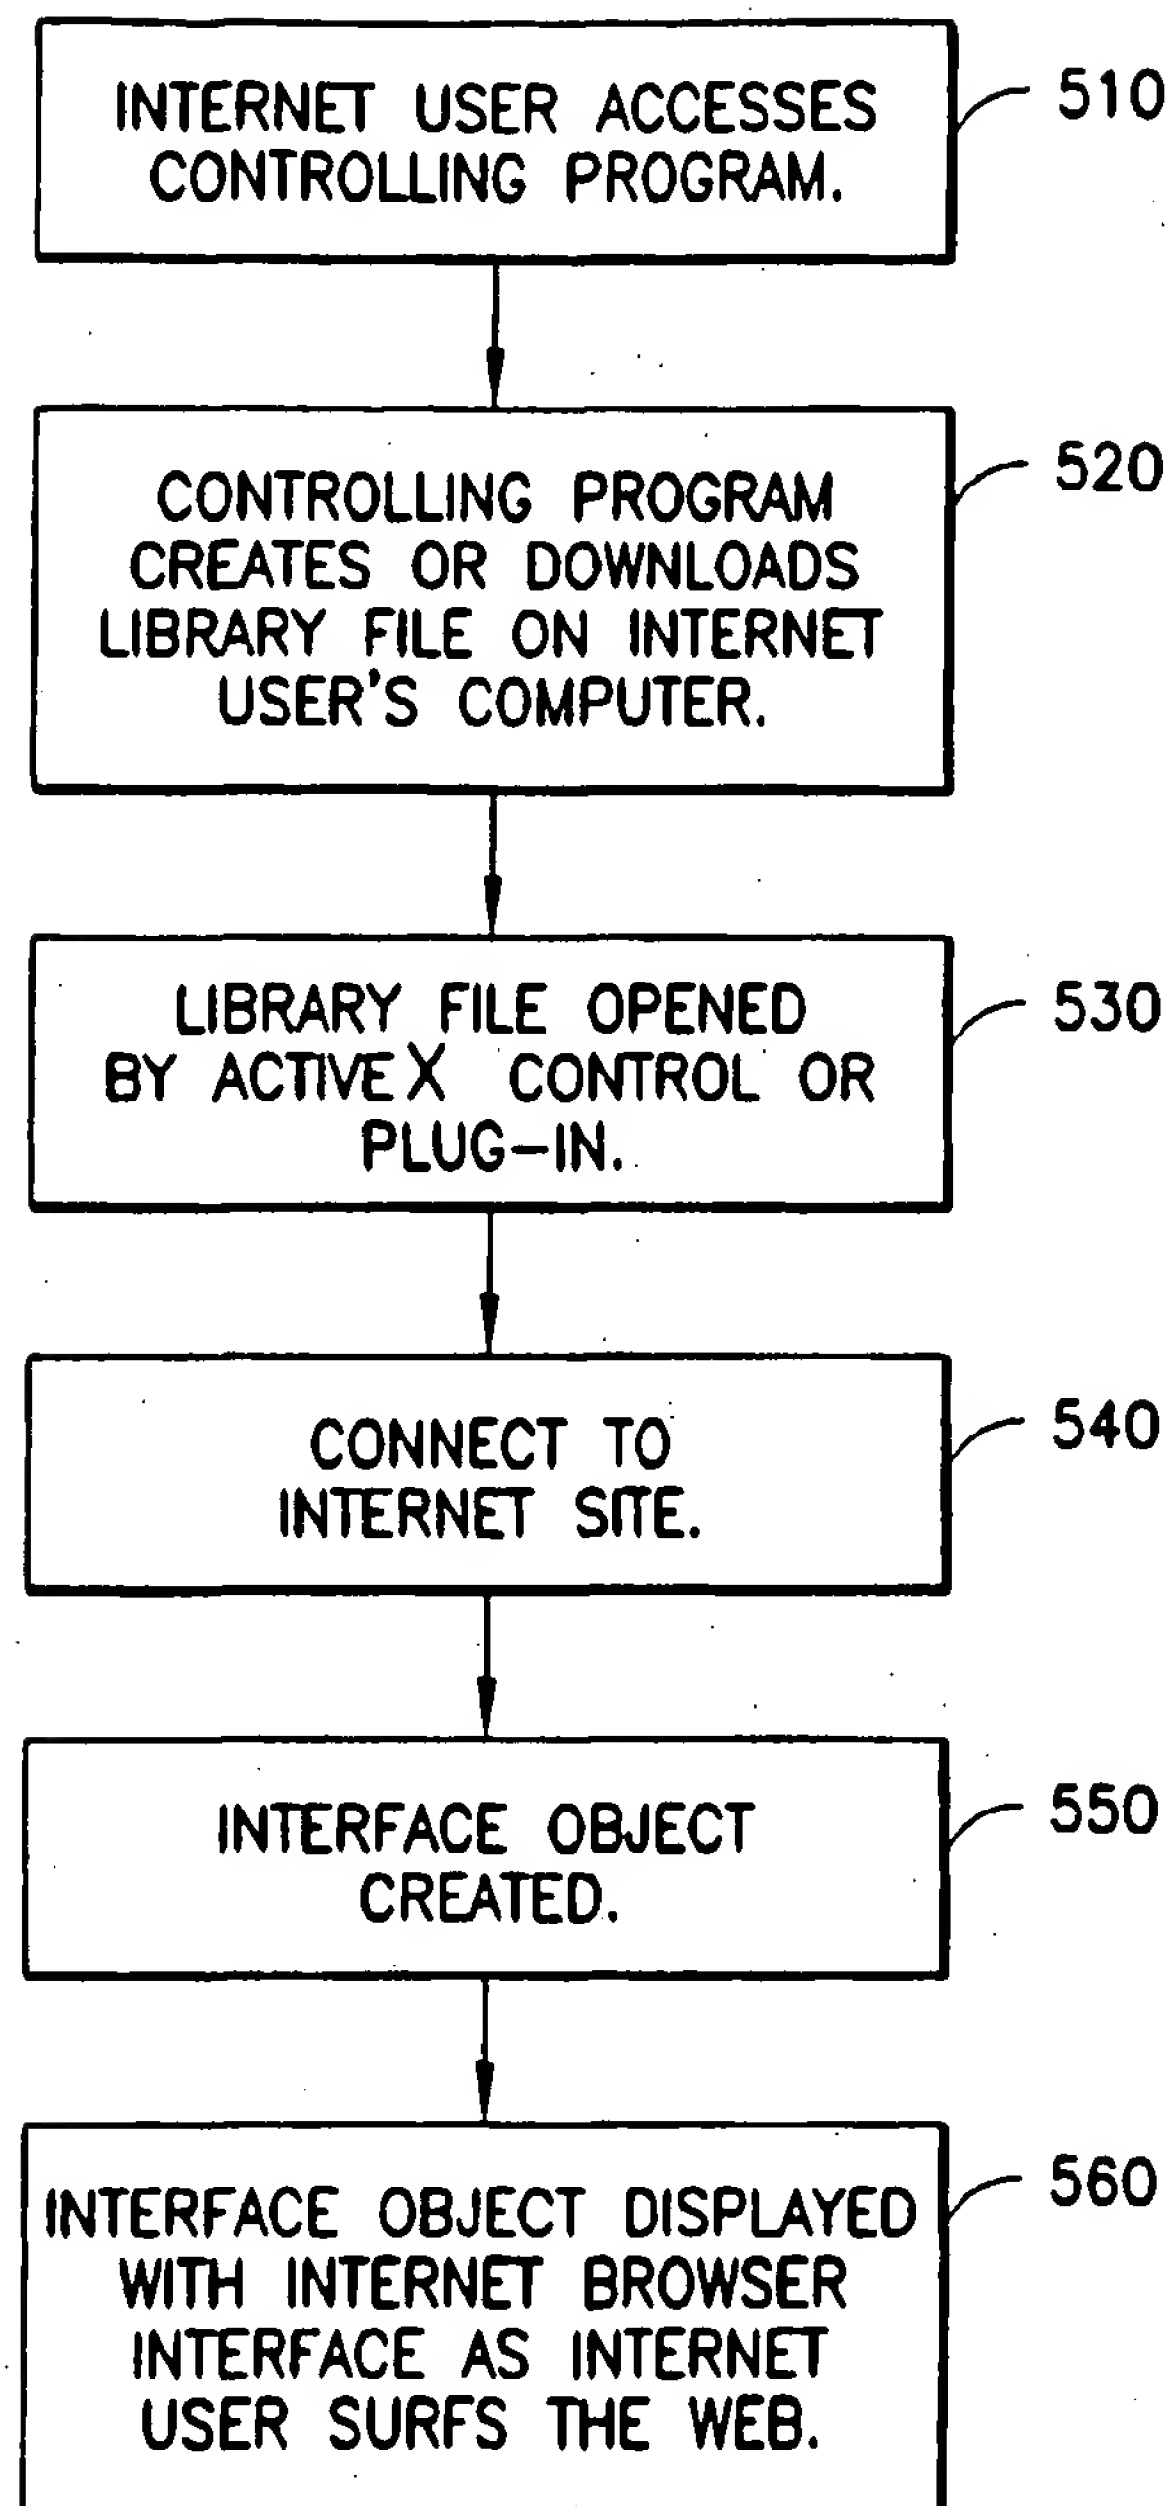 INTERNET USER ACCESSES
CONTROLLING PROGRAM.
510
CONTROLLING PROGRAM
CREATES OR DOWNLOADS
LIBRARY FILE ON INTERNET
USER'S COMPUTER.
520
LIBRARY FILE OPENED
BY ACTIVEX CONTROL OR
PLUG-IN.
530
CONNECT TO
INTERNET SITE.
540
INTERFACE OBJECT
CREATED.
550
INTERFACE OBJECT DISPLAYED
WITH INTERNET BROWSER
INTERFACE AS INTERNET
USER SURFS THE WEB.
560